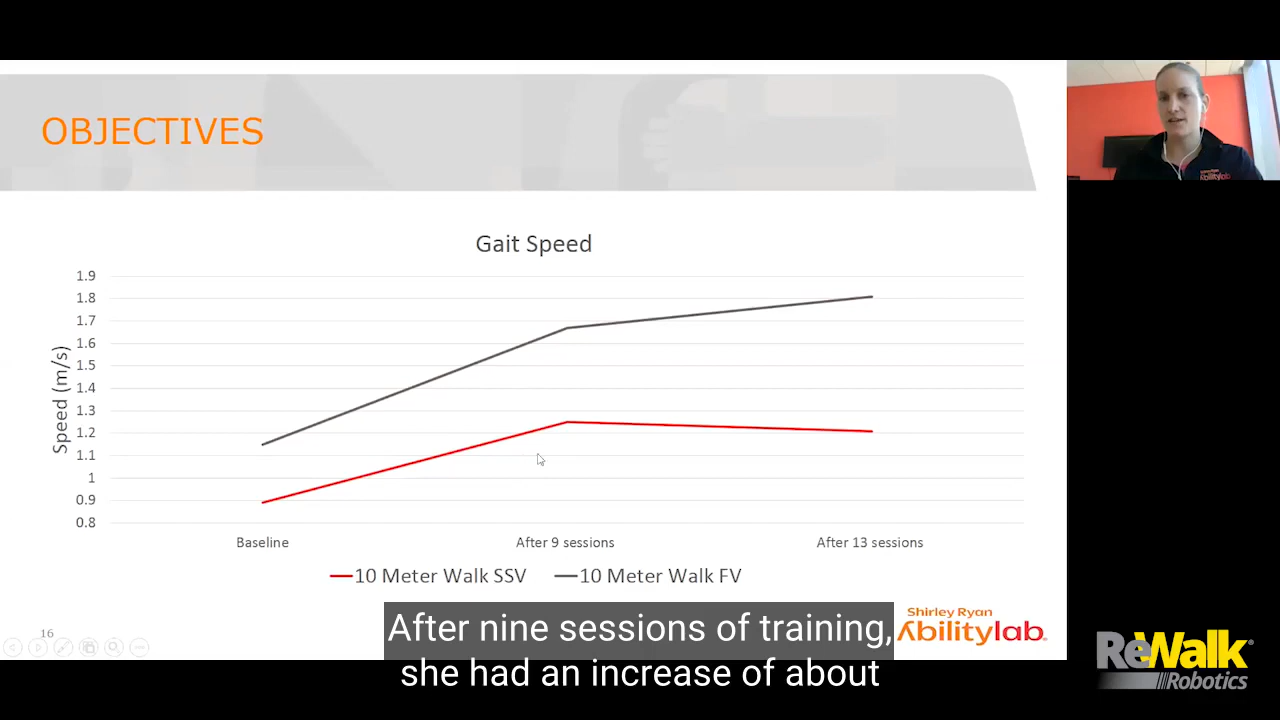 OBJECTIVES
Gait Speed
1.9
1.8
1.7
1.6
1.5
1.4
1.3
1.2
1.1
1
0.9
0.8
Speed (m/s)
Baseline
After 9 sessions
After 13 sessions
10 Meter Walk SSV
10 Meter Walk FV
16
Shirley Ryan
Abilitylab
After nine sessions of training,
she had an increase of about
ReWalk
Robotics
Shirley Ryan
Abilitylab